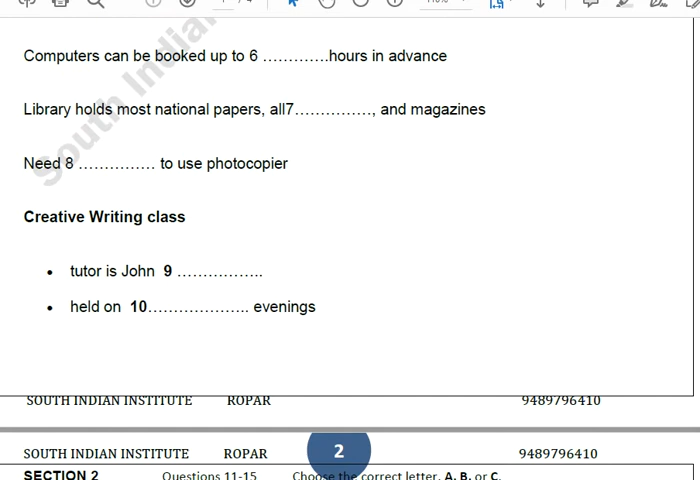 Computers can be booked up to 6 ………….hours in advance
Library holds most national papers, all7……………, and magazines
Need 8 …………… to use photocopier
Creative Writing class
• tutor is John 9 ……………..
• held on 10……………….. evenings
South Indian
SOUTH INDIAN INSTITUTE ROPAR 9489796410
SOUTH INDIAN INSTITUTE ROPAR 2 9489796410
SECTION 2 Questions 11-15 Choose the correct letter, A, B, or C.